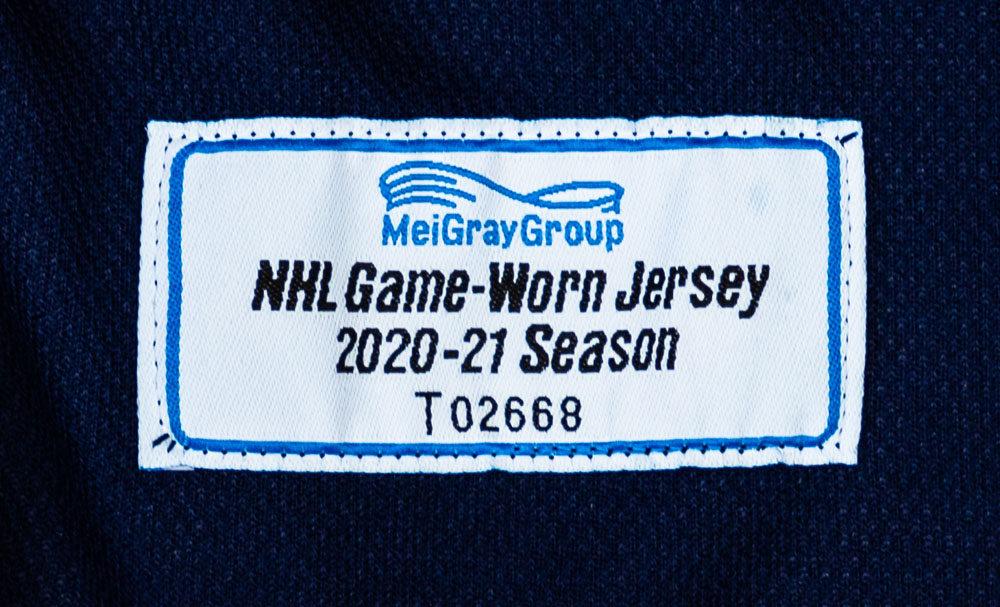 MeiGrayGroup
NHL Game-Worn Jersey
2020-21 Season
T02668